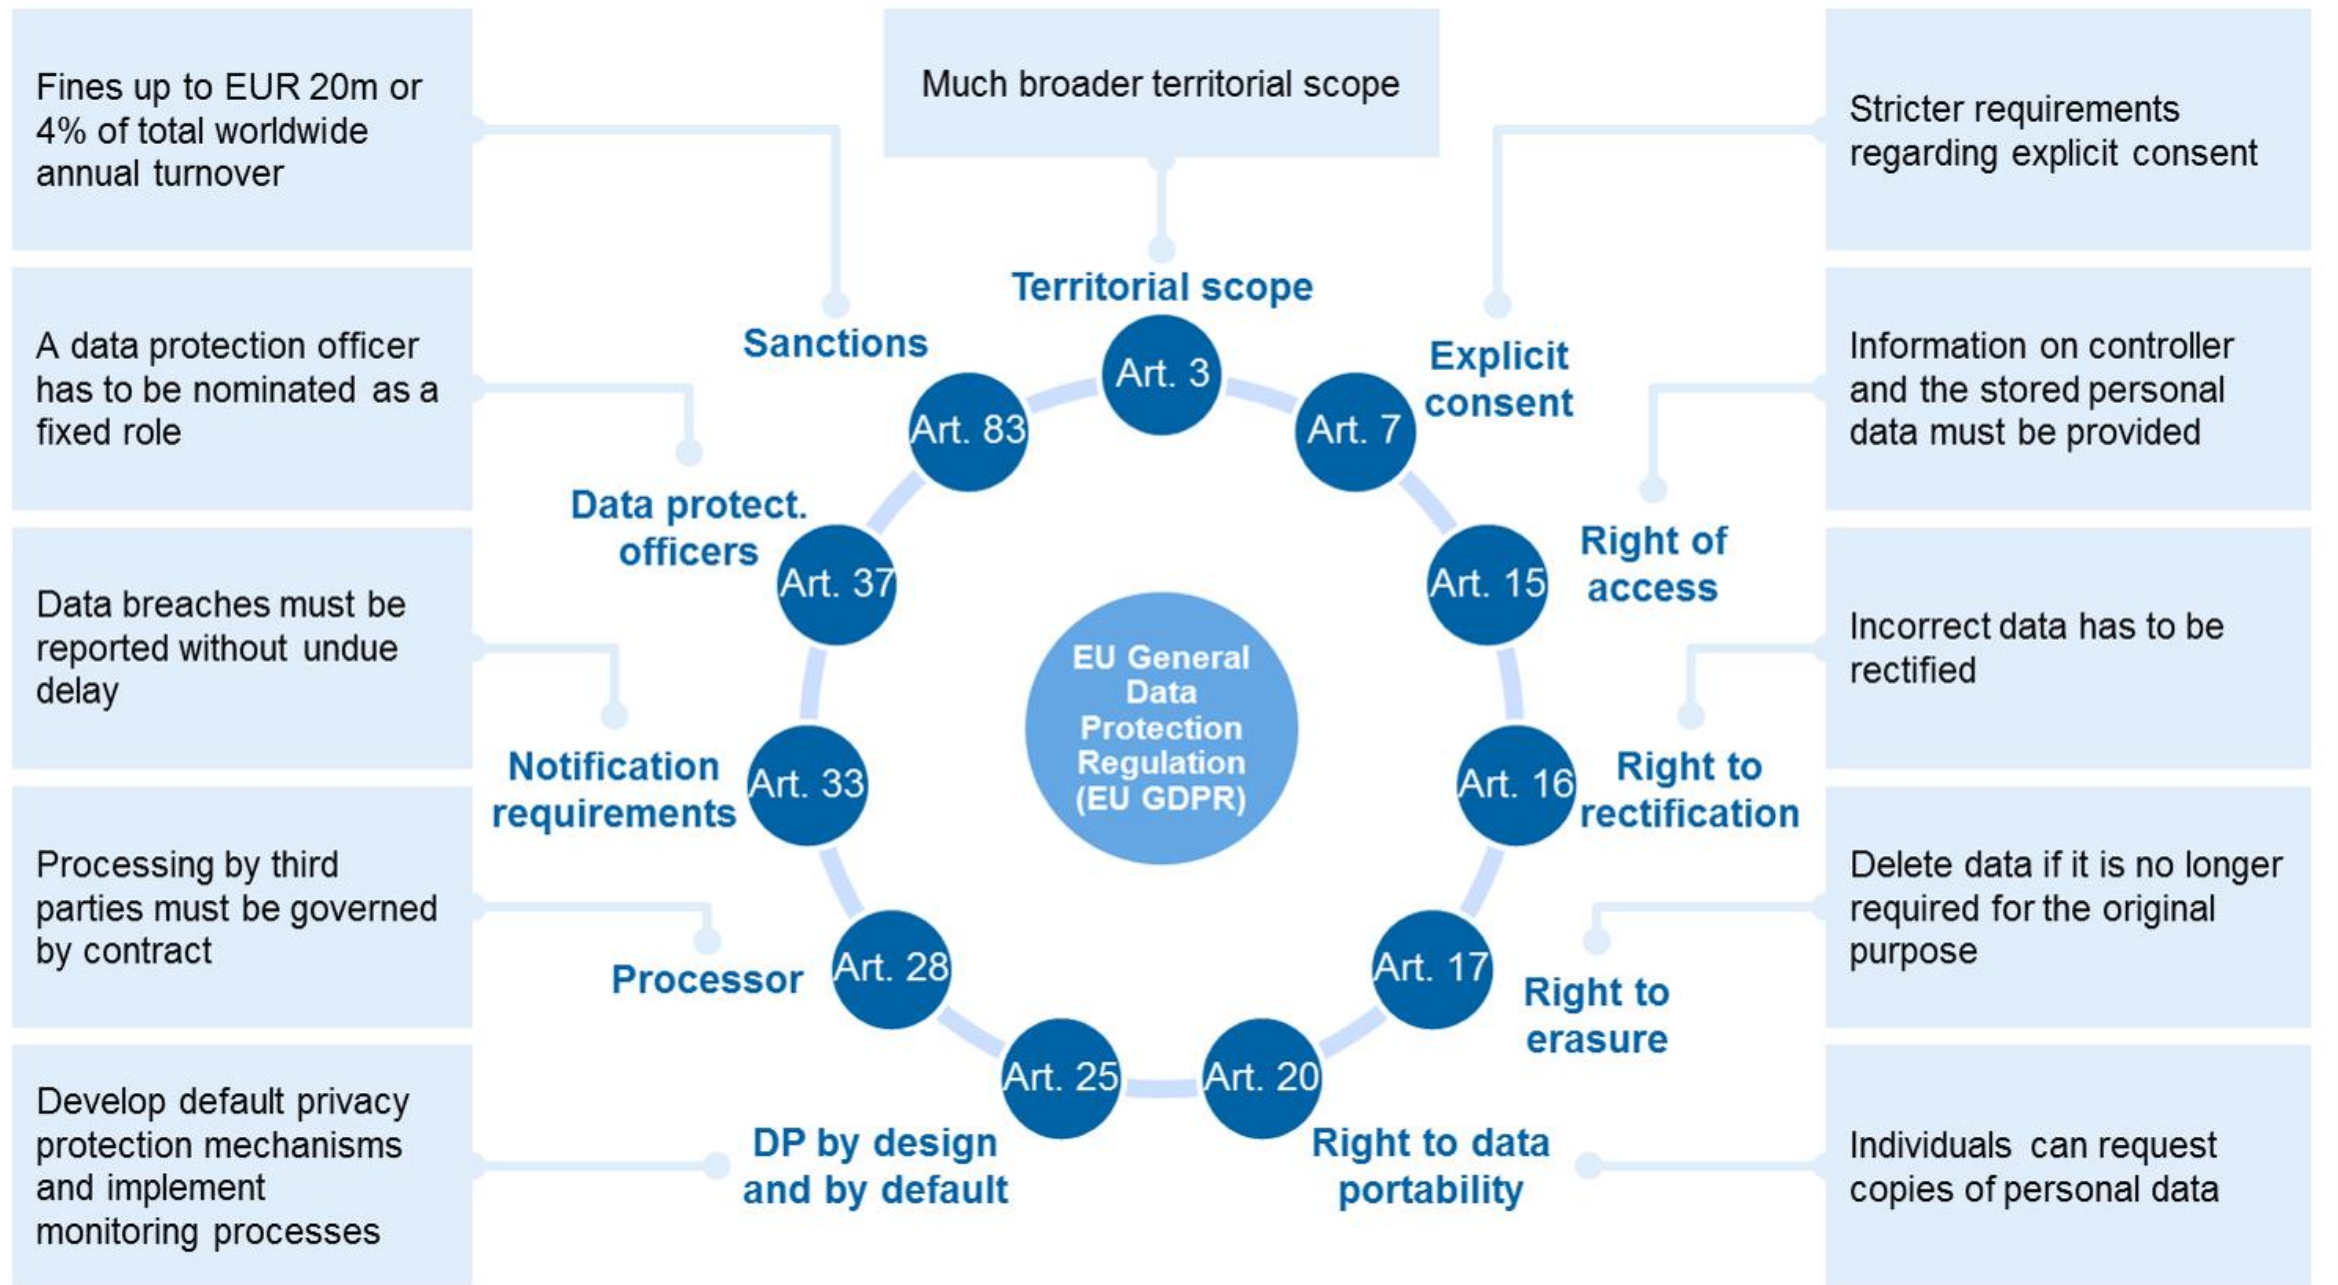 Fines up to EUR 20m or
4% of total worldwide
annual turnover
Much broader territorial scope
Stricter requirements
regarding explicit consent
A data protection officer
has to be nominated as a
fixed role
Information on controller
and the stored personal
data must be provided
Data breaches must be
reported without undue
delay
Incorrect data has to be
rectified
Processing by third
parties must be governed
by contract
Delete data if it is no longer
required for the original
purpose
Develop default privacy
protection mechanisms
and implement
monitoring processes
Individuals can request
copies of personal data
Territorial scope
Art. 3
Explicit
consent
Art. 7
Right of
access
Art. 15
Right to
rectification
Art. 16
Right to
erasure
Art. 17
Right to data
portability
Art. 20
DP by design
and by default
Art. 25
Processor
Art. 28
Notification
requirements
Art. 33
Data protect.
officers
Art. 37
Sanctions
Art. 83
EU General
Data
Protection
Regulation
(EU GDPR)